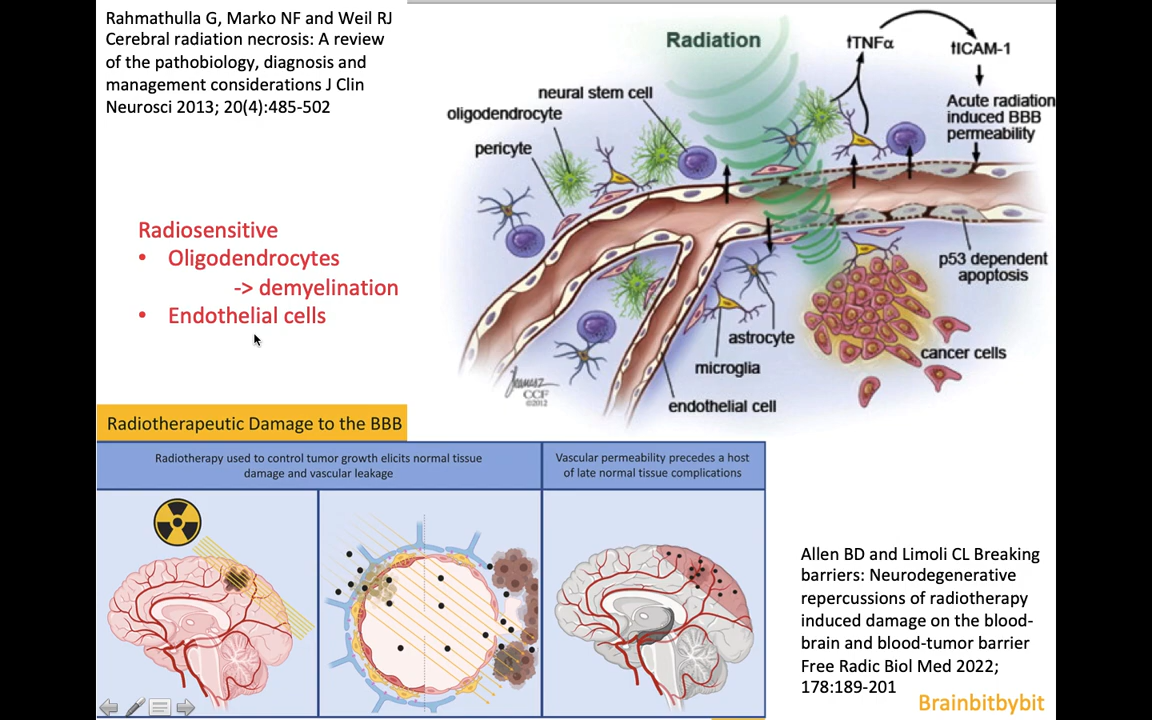 Rahmathulla G, Marko NF and Weil RJ
Cerebral radiation necrosis: A review
of the pathobiology, diagnosis and
management considerations J Clin
Neurosci 2013; 20(4):485-502
Radiation
↑TNFα
↑ICAM-1
neural stem cell
oligodendrocyte
pericyte
Acute radiation
induced BBB
permeability
Radiosensitive
• Oligodendrocytes
-> demyelination
• Endothelial cells
p53 dependent
apoptosis
astrocyte
cancer cells
microglia
endothelial cell
CCF
©2012
Radiotherapeutic Damage to the BBB
Radiotherapy used to control tumor growth elicits normal tissue
damage and vascular leakage
Vascular permeability precedes a host
of late normal tissue complications
Allen BD and Limoli CL Breaking
barriers: Neurodegenerative
repercussions of radiotherapy
induced damage on the blood-
brain and blood-tumor barrier
Free Radic Biol Med 2022;
178:189-201
Brainbitbybit